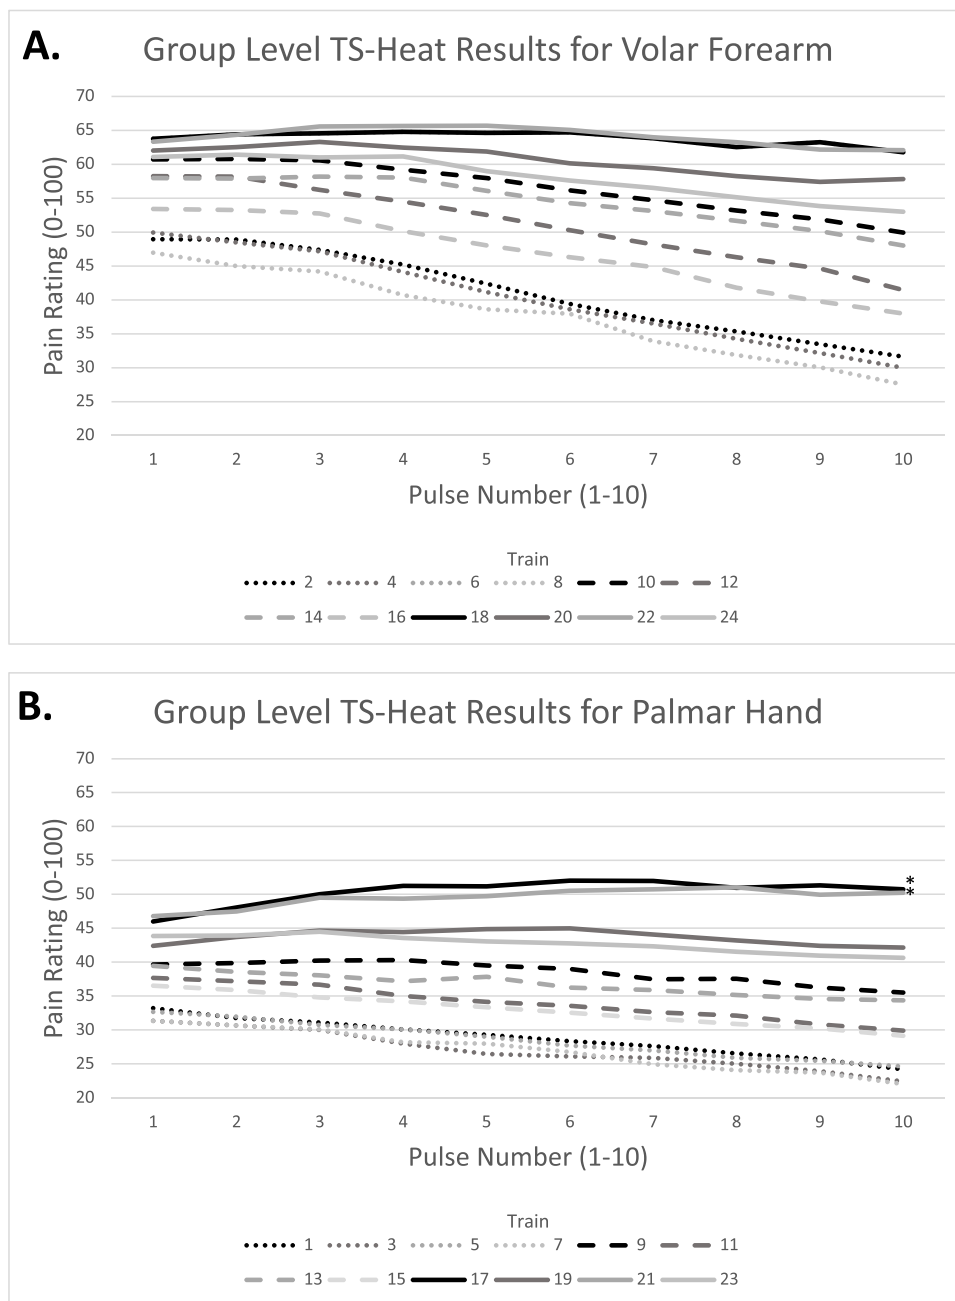 A.
Group Level TS-Heat Results for Volar Forearm
Pain Rating (0-100)
70
65
60
55
50
45
40
35
30
25
20
1 2 3 4 5 6 7 8 9 10
Pulse Number (1-10)
Train
2 4 6 8 10 12
14 16 18 20 22 24
B.
Group Level TS-Heat Results for Palmar Hand
Pain Rating (0-100)
70
65
60
55
50
45
40
35
30
25
20
*
*
1 2 3 4 5 6 7 8 9 10
Pulse Number (1-10)
Train
1 3 5 7 9 11
13 15 17 19 21 23